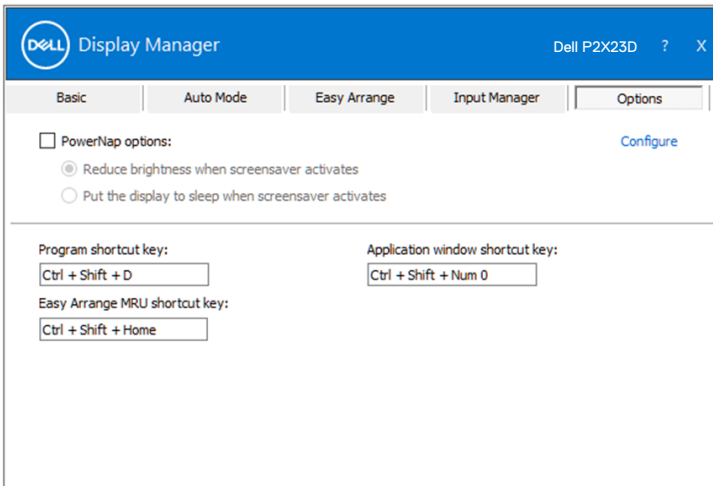 DELL Display Manager Dell P2X23D ? X
Basic Auto Mode Easy Arrange Input Manager Options
PowerNap options: Configure
Reduce brightness when screensaver activates
Put the display to sleep when screensaver activates
Program shortcut key: Application window shortcut key:
Ctrl + Shift + D Ctrl + Shift + Num 0
Easy Arrange MRU shortcut key:
Ctrl + Shift + Home